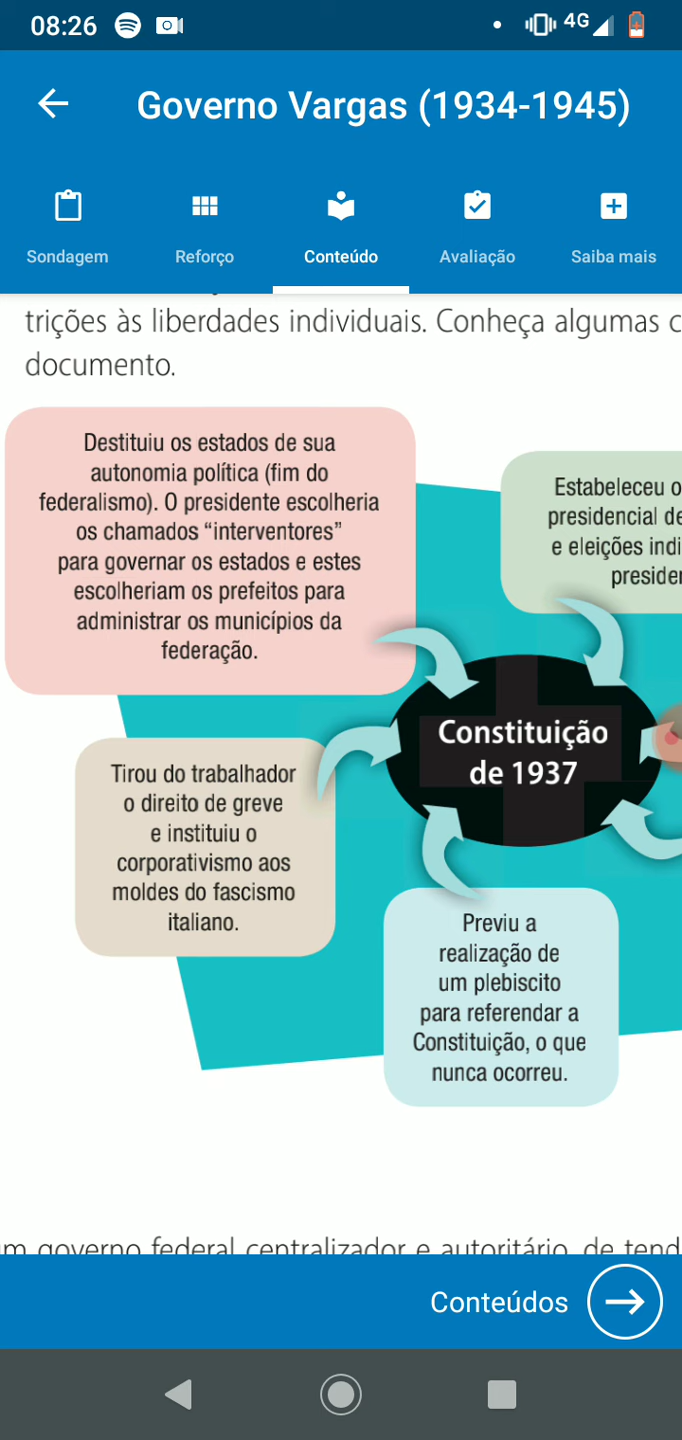 08:26
4G
Governo Vargas (1934-1945)
Sondagem
Reforço
Conteúdo
Avaliação
Saiba mais
trições às liberdades individuais. Conheça algumas
documento.
Destituiu os estados de sua
autonomia política (fim do
federalismo). O presidente escolheria
os chamados “interventores”
para governar os estados e estes
escolheriam os prefeitos para
administrar os municípios da
federação.
Estabeleceu o
presidencial
e eleições
Constituição
de 1937
Tirou do trabalhador
o direito de greve
e instituiu o
corporativismo aos
moldes do fascismo
italiano.
Previu a
realização de
um plebiscito
para referendar a
Constituição, o que
nunca ocorreu.
governo federal centralizador e autoritário, de
Conteúdos